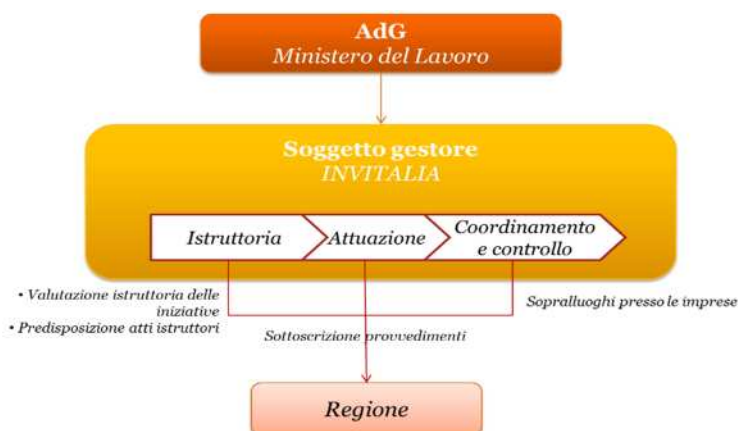 AdG
Ministero del Lavoro
Soggetto gestore
INVITALIA
Istruttoria
Attuazione
Coordinamento
e controllo
• Valutazione istruttoria delle
iniziative
• Predisposizione atti istruttori
Sottoscrizione provvedimenti
Sopralluoghi presso le imprese
Regione